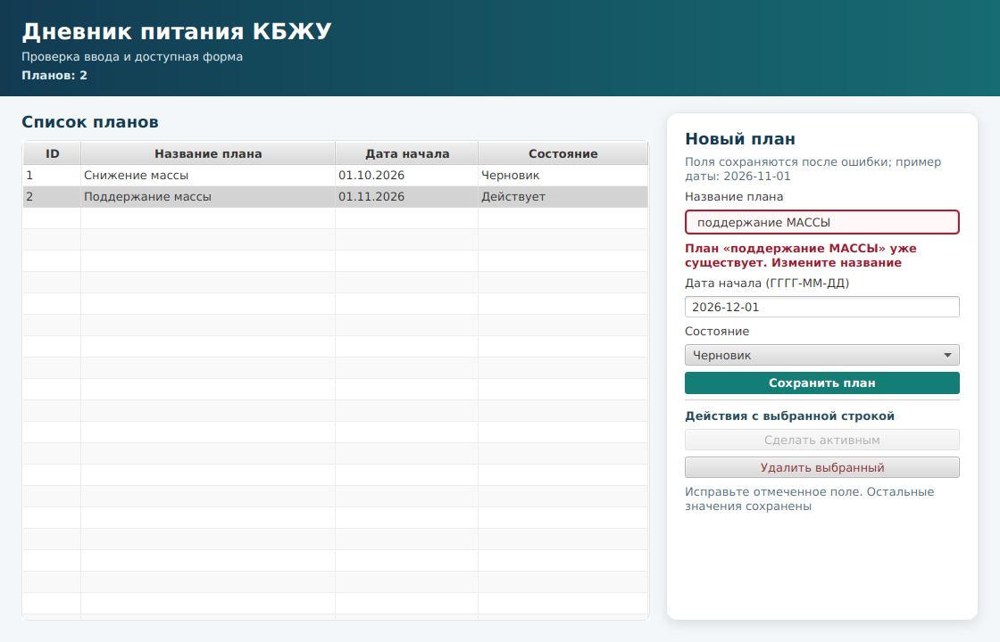 Дневник питания КБЖУ
Проверка ввода и доступная форма
Планов: 2
Список планов
ID Название плана Дата начала Состояние
1 Снижение массы 01.10.2026 Черновик
2 Поддержание массы 01.11.2026 Действует
Новый план
Поля сохраняются после ошибки; пример
даты: 2026-11-01
Название плана
поддержание МАССЫ
План «поддержание МАССЫ» уже
существует. Измените название
Дата начала (ГГГГ-ММ-ДД)
2026-12-01
Состояние
Черновик
Сохранить план
Действия с выбранной строкой
Сделать активным
Удалить выбранный
Исправьте отмеченное поле. Остальные
значения сохранены